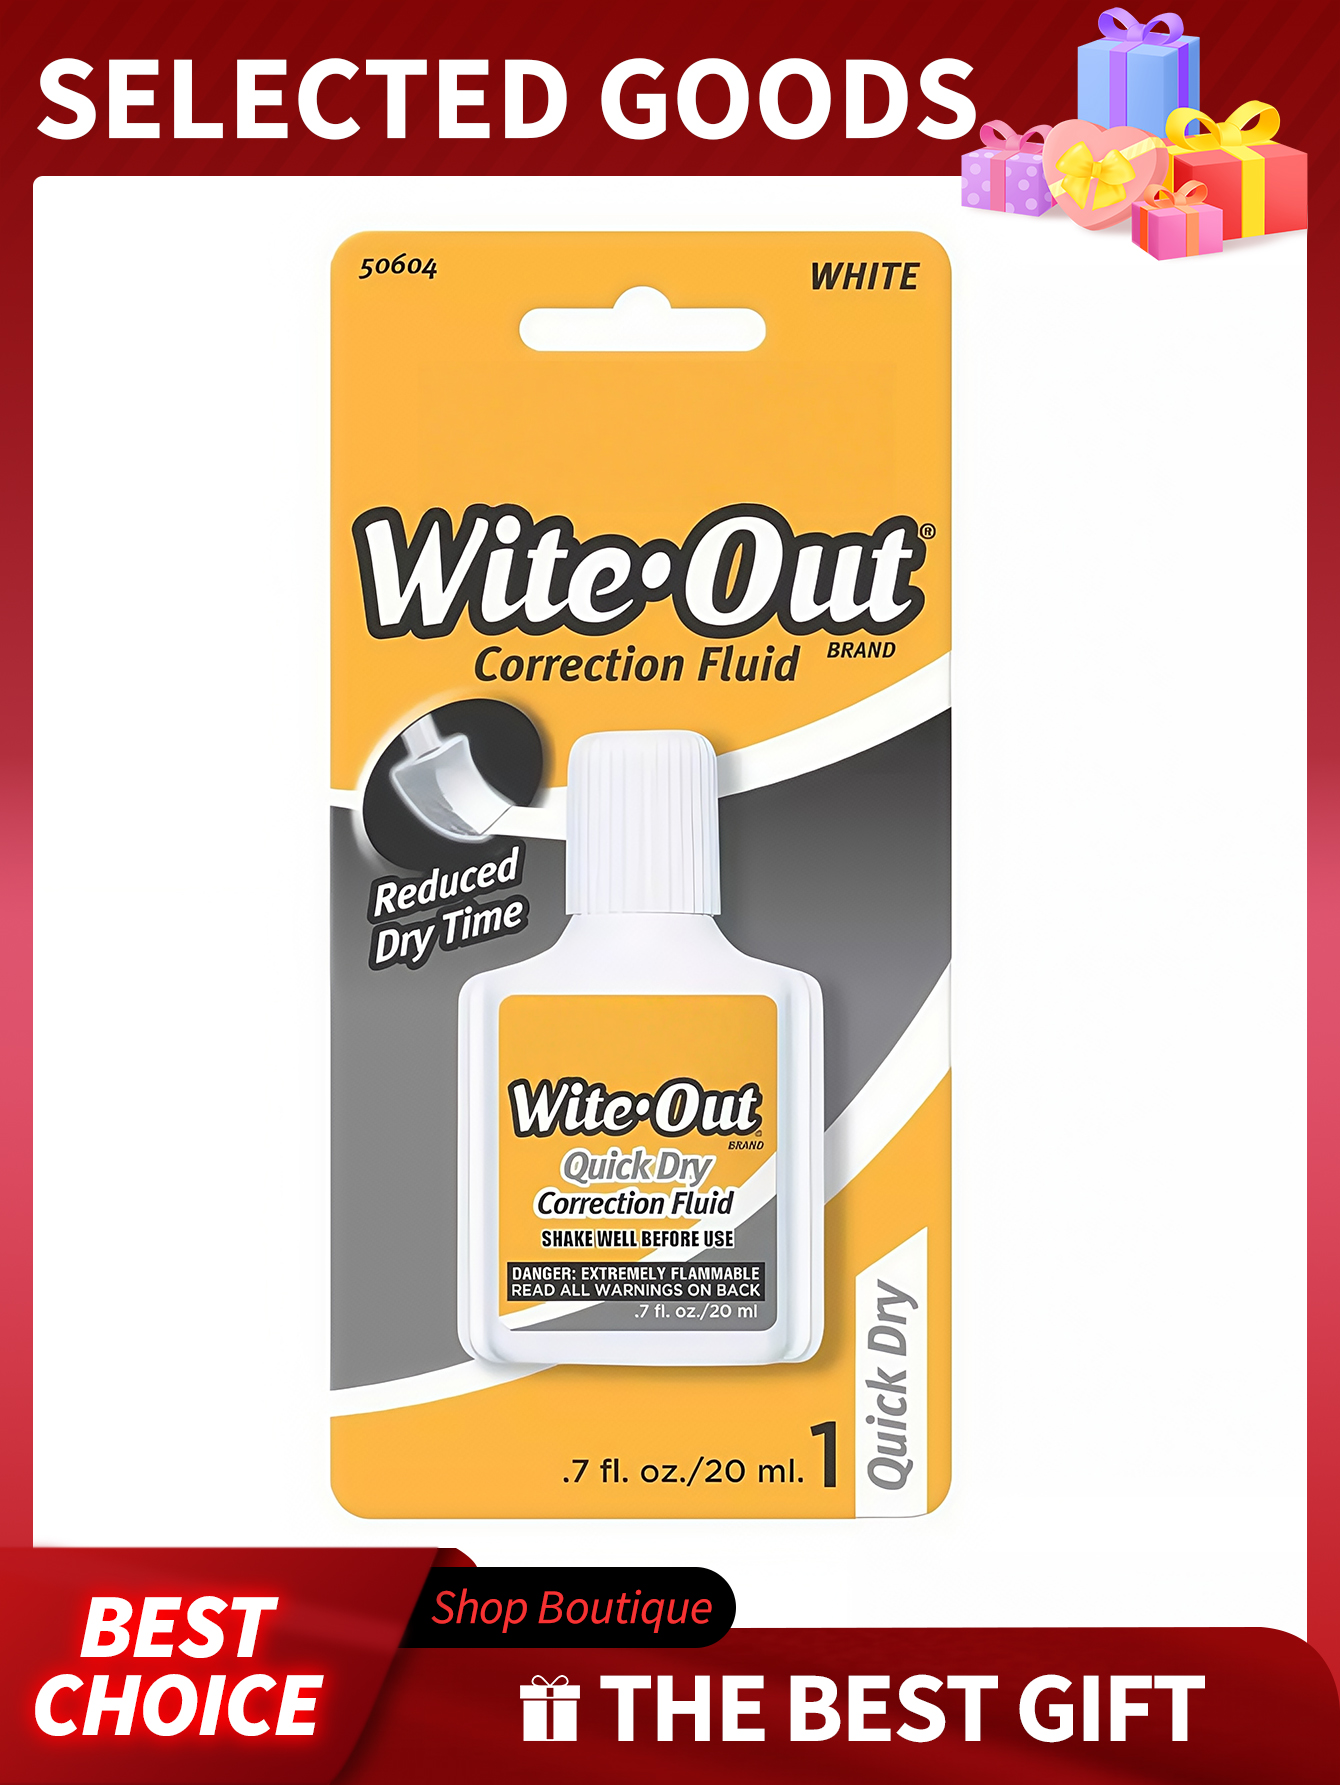 SELECTED GOODS
50604
WHITE
Wite•Out®
BRAND
Correction Fluid
Reduced
Dry Time
Wite•Out
BRAND
Quick Dry
Correction Fluid
SHAKE WELL BEFORE USE
DANGER: EXTREMELY FLAMMABLE
READ ALL WARNINGS ON BACK
.7 fl. oz./20 ml
Quick Dry
.7 fl. oz./20 ml. 1
BEST
CHOICE
Shop Boutique
THE BEST GIFT